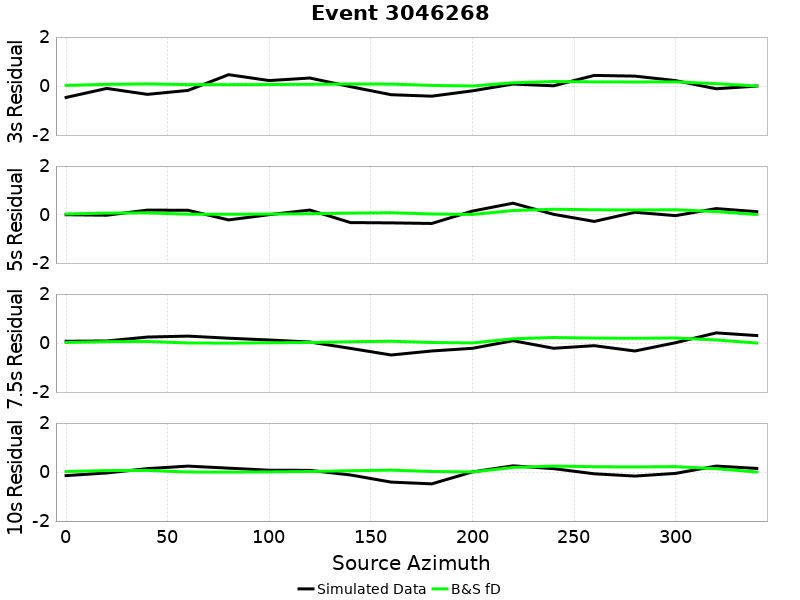 Event 3046268
2
0
-2
3s Residual
2
0
-2
5s Residual
2
0
-2
7.5s Residual
2
0
-2
10s Residual
0 50 100 150 200 250 300
Source Azimuth
Simulated Data B&S fD